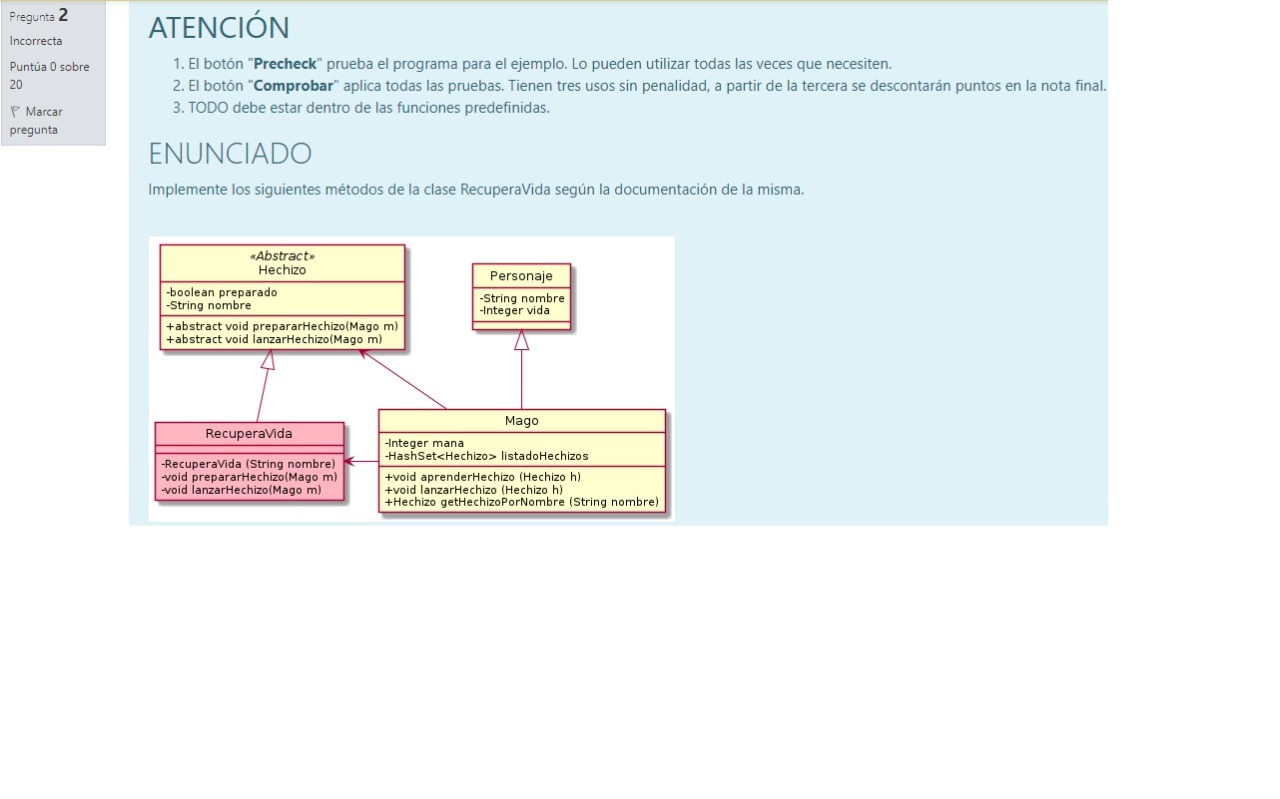 Pregunta 2
Incorrecta
Puntúa 0 sobre
20
Marcar
pregunta
ATENCIÓN
1. El botón "Precheck" prueba el programa para el ejemplo. Lo pueden utilizar todas las veces que necesiten.
2. El botón "Comprobar" aplica todas las pruebas. Tienen tres usos sin penalidad, a partir de la tercera se descontarán puntos en la nota final.
3. TODO debe estar dentro de las funciones predefinidas.
ENUNCIADO
Implemente los siguientes métodos de la clase RecuperaVida según la documentación de la misma.
«Abstract»
Hechizo
-boolean preparado
-String nombre
+abstract void prepararHechizo(Mago m)
+abstract void lanzarHechizo(Mago m)
Personaje
-String nombre
-Integer vida
RecuperaVida
-RecuperaVida (String nombre)
-void prepararHechizo(Mago m)
-void lanzarHechizo(Mago m)
Mago
-Integer mana
-HashSet<Hechizo> listadoHechizos
+void aprenderHechizo (Hechizo h)
+void lanzarHechizo (Hechizo h)
+Hechizo getHechizoPorNombre (String nombre)